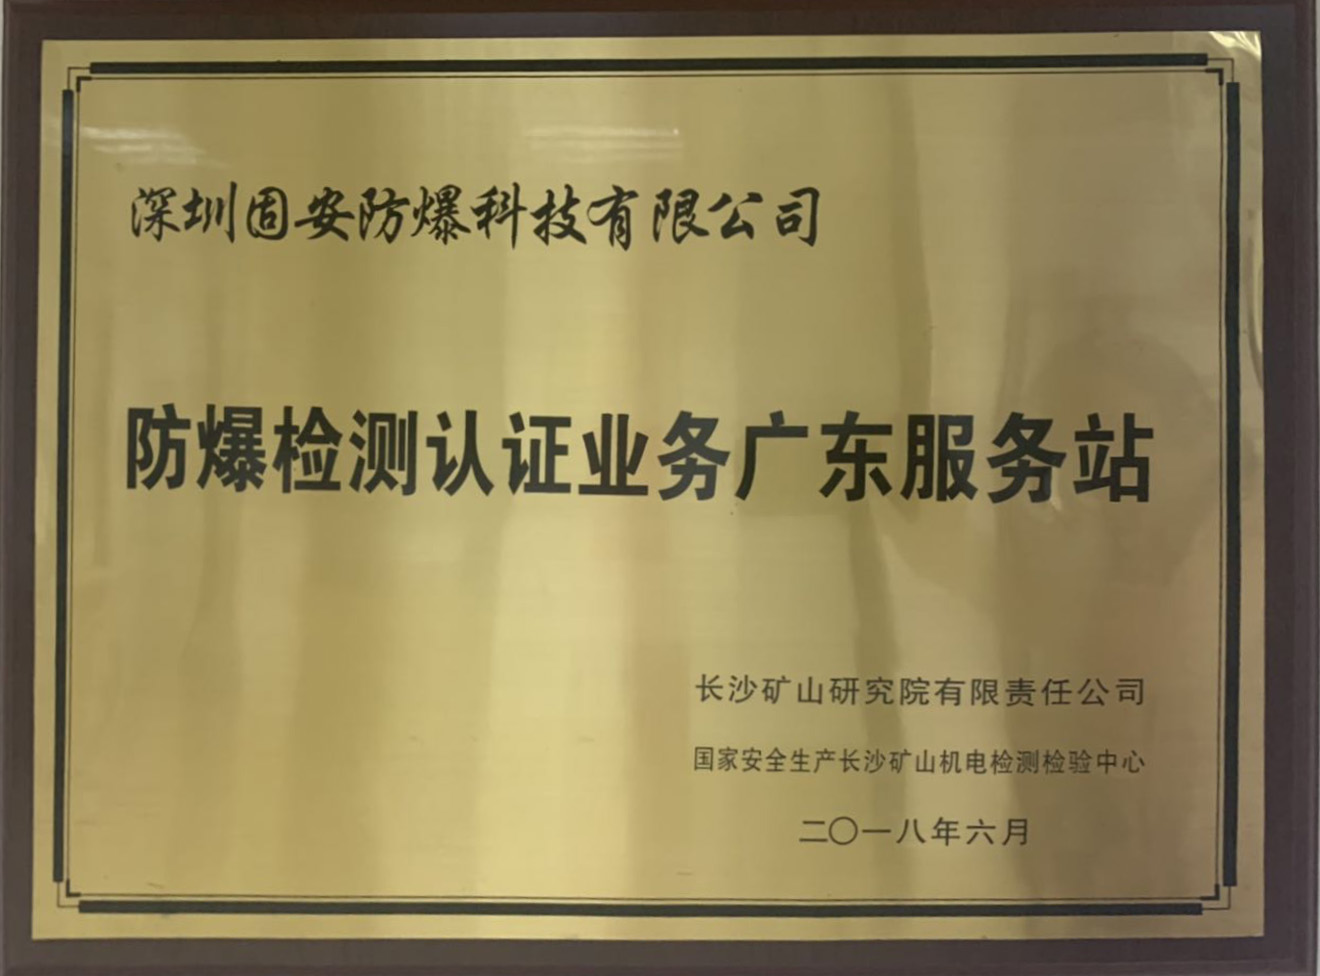 深圳固安防爆科技有限公司
防爆检测认证业务广东服务站
长沙矿山研究院有限责任公司
国家安全生产长沙矿山机电检测检验中心
二〇一八年六月